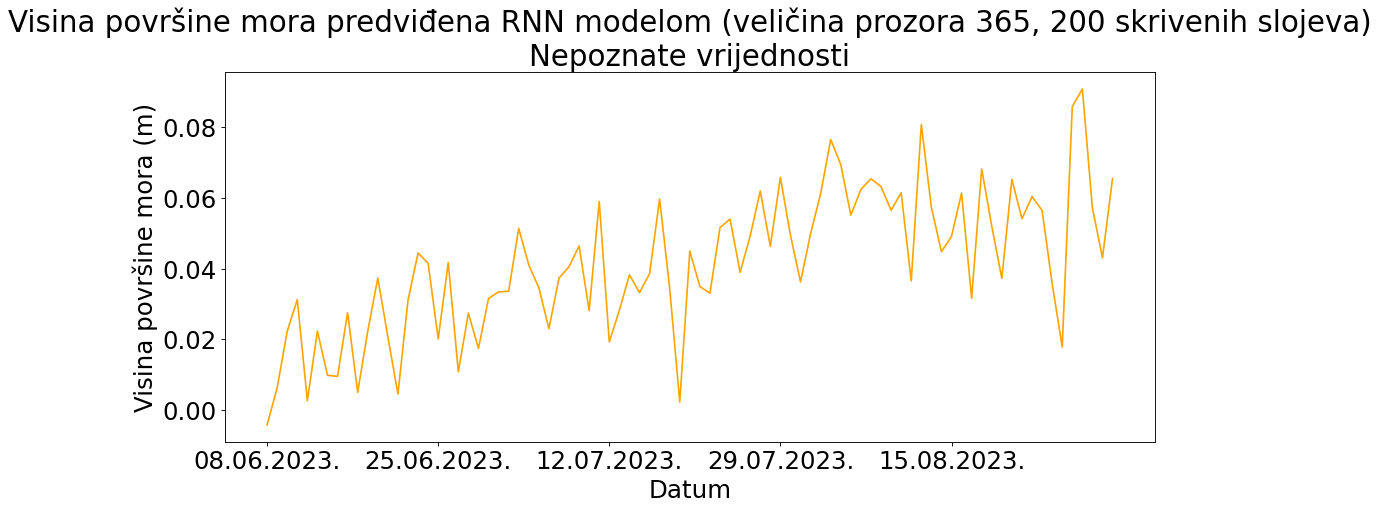 Visina površine mora predviđena RNN modelom (veličina prozora 365, 200 skrivenih slojeva)
Nepoznate vrijednosti
Visina površine mora (m)
0.08
0.06
0.04
0.02
0.00
08.06.2023. 25.06.2023. 12.07.2023. 29.07.2023. 15.08.2023.
Datum